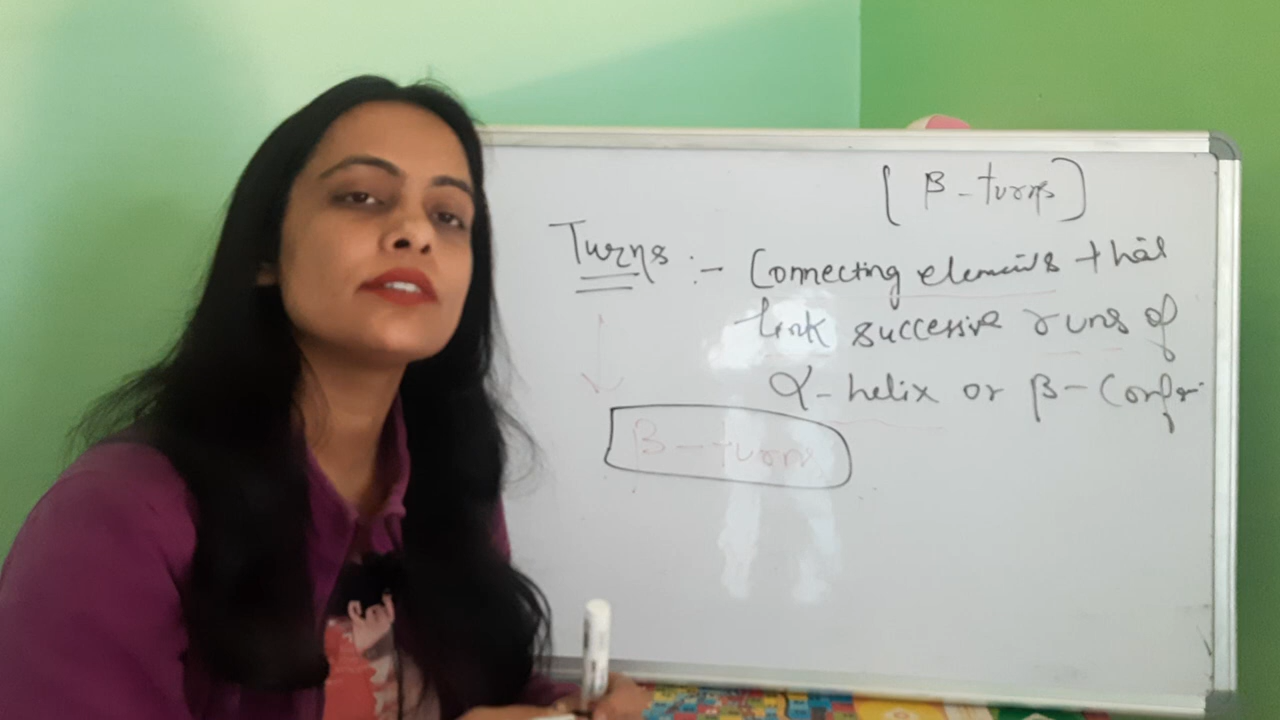 [ β - turns ]
Turns :- Connecting elements that
link successive runs of
α - helix or β - Confor
β - turns